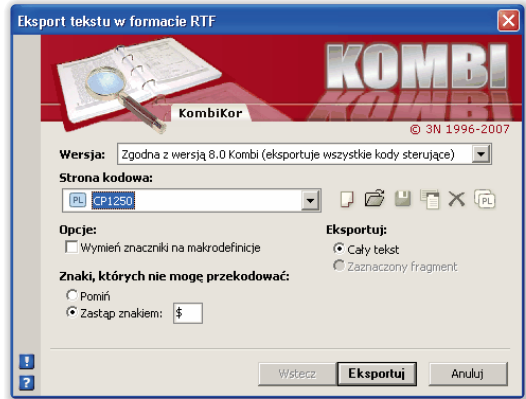 Eksport tekstu w formacie RTF
KOMBI
KombiKor
© 3N 1996-2007
Wersja: Zgodna z wersją 8.0 Kombi (eksportuje wszystkie kody sterujące)
Strona kodowa:
PL CP1250
PL
Opcje:
Wymień znaczniki na makrodefinicje
Eksportuj:
Cały tekst
Zaznaczony fragment
Znaki, których nie mogę przekodować:
Pomiń
Zastąp znakiem: $
!
?
Wstecz Eksportuj Anuluj